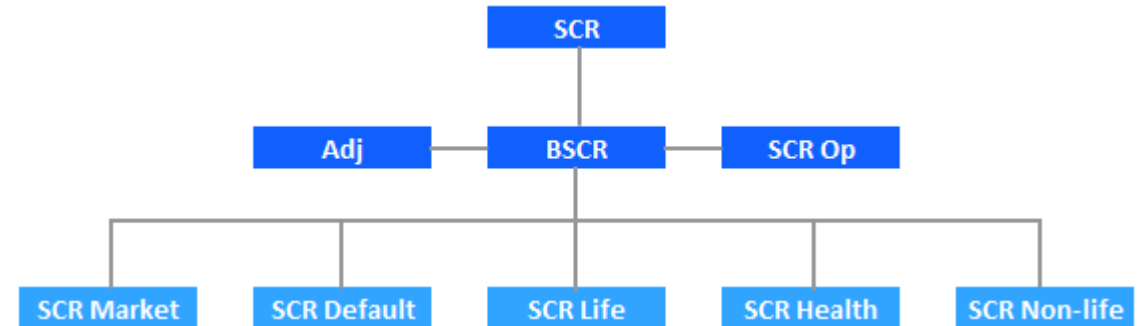 SCR
Adj
BSCR
SCR Op
SCR Market
SCR Default
SCR Life
SCR Health
SCR Non-life